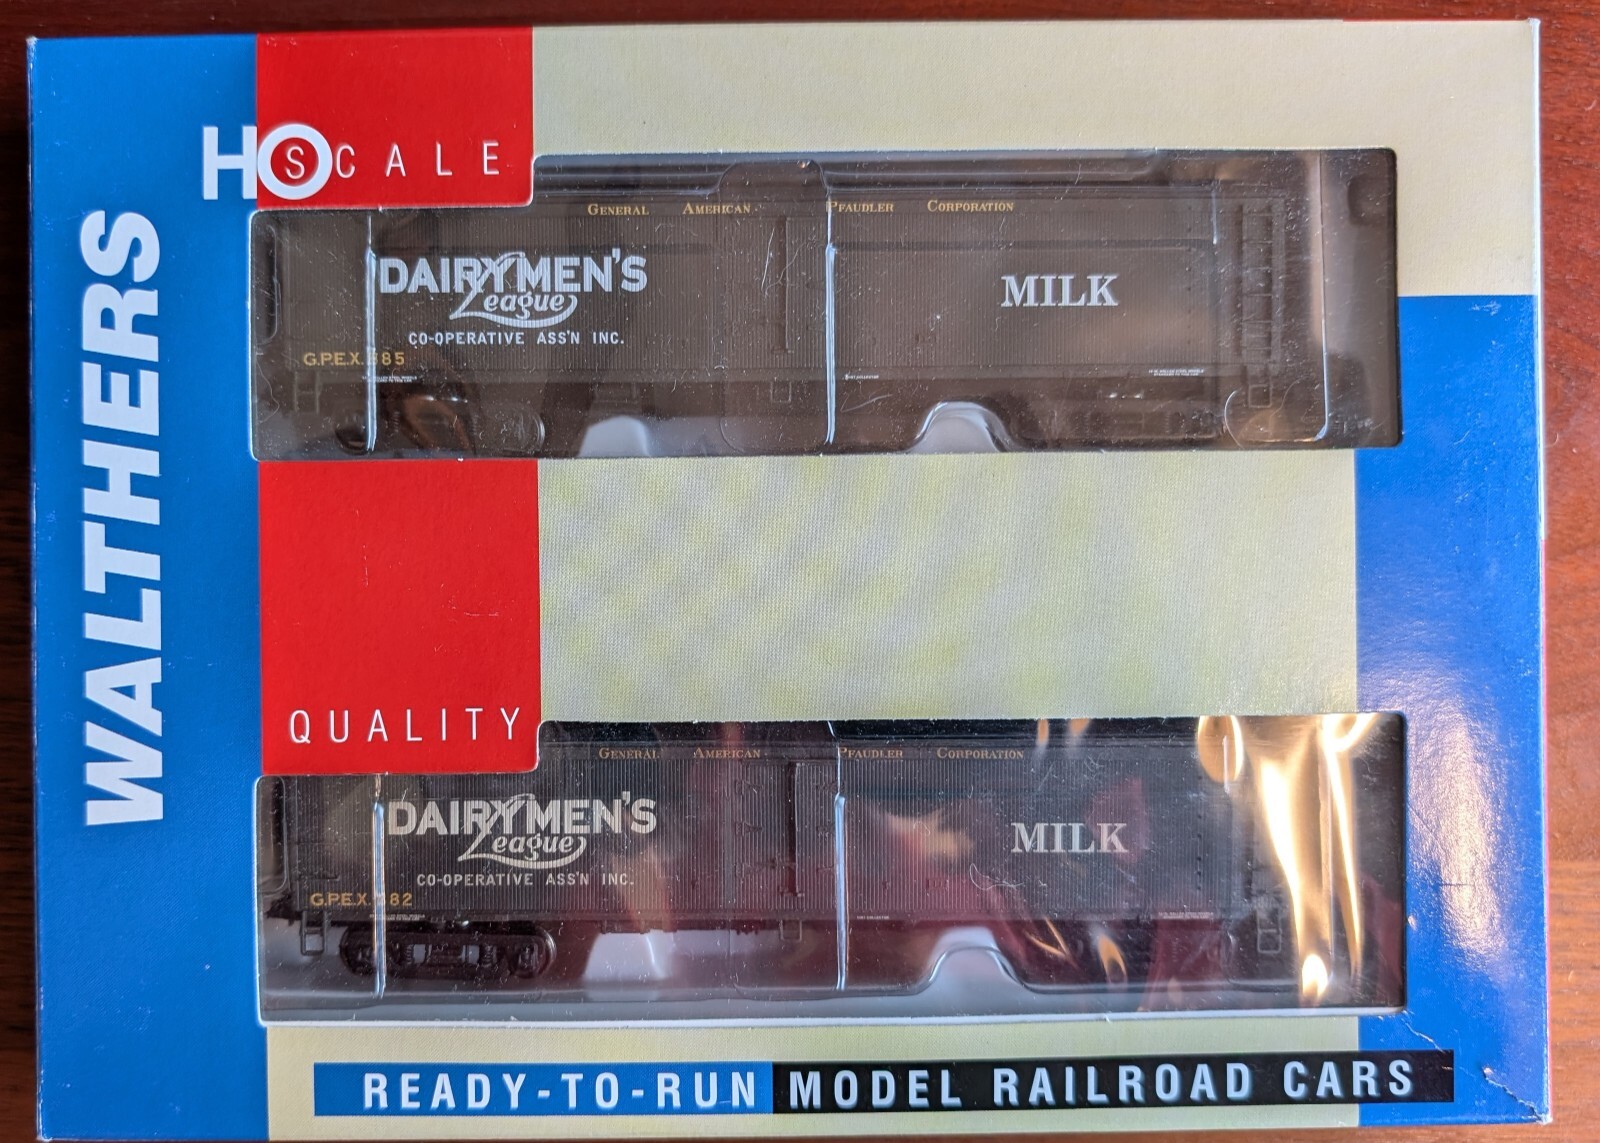 WALTHERS
HO SCALE
GENERAL AMERICAN PFAUDLER CORPORATION
DAIRYMEN'S
League
CO-OPERATIVE ASS'N INC.
G.P.E.X.
MILK
QUALITY
GENERAL AMERICAN PFAUDLER CORPORATION
DAIRYMEN'S
League
CO-OPERATIVE ASS'N INC.
G.P.E.X.
MILK
READY-TO-RUN MODEL RAILROAD CARS